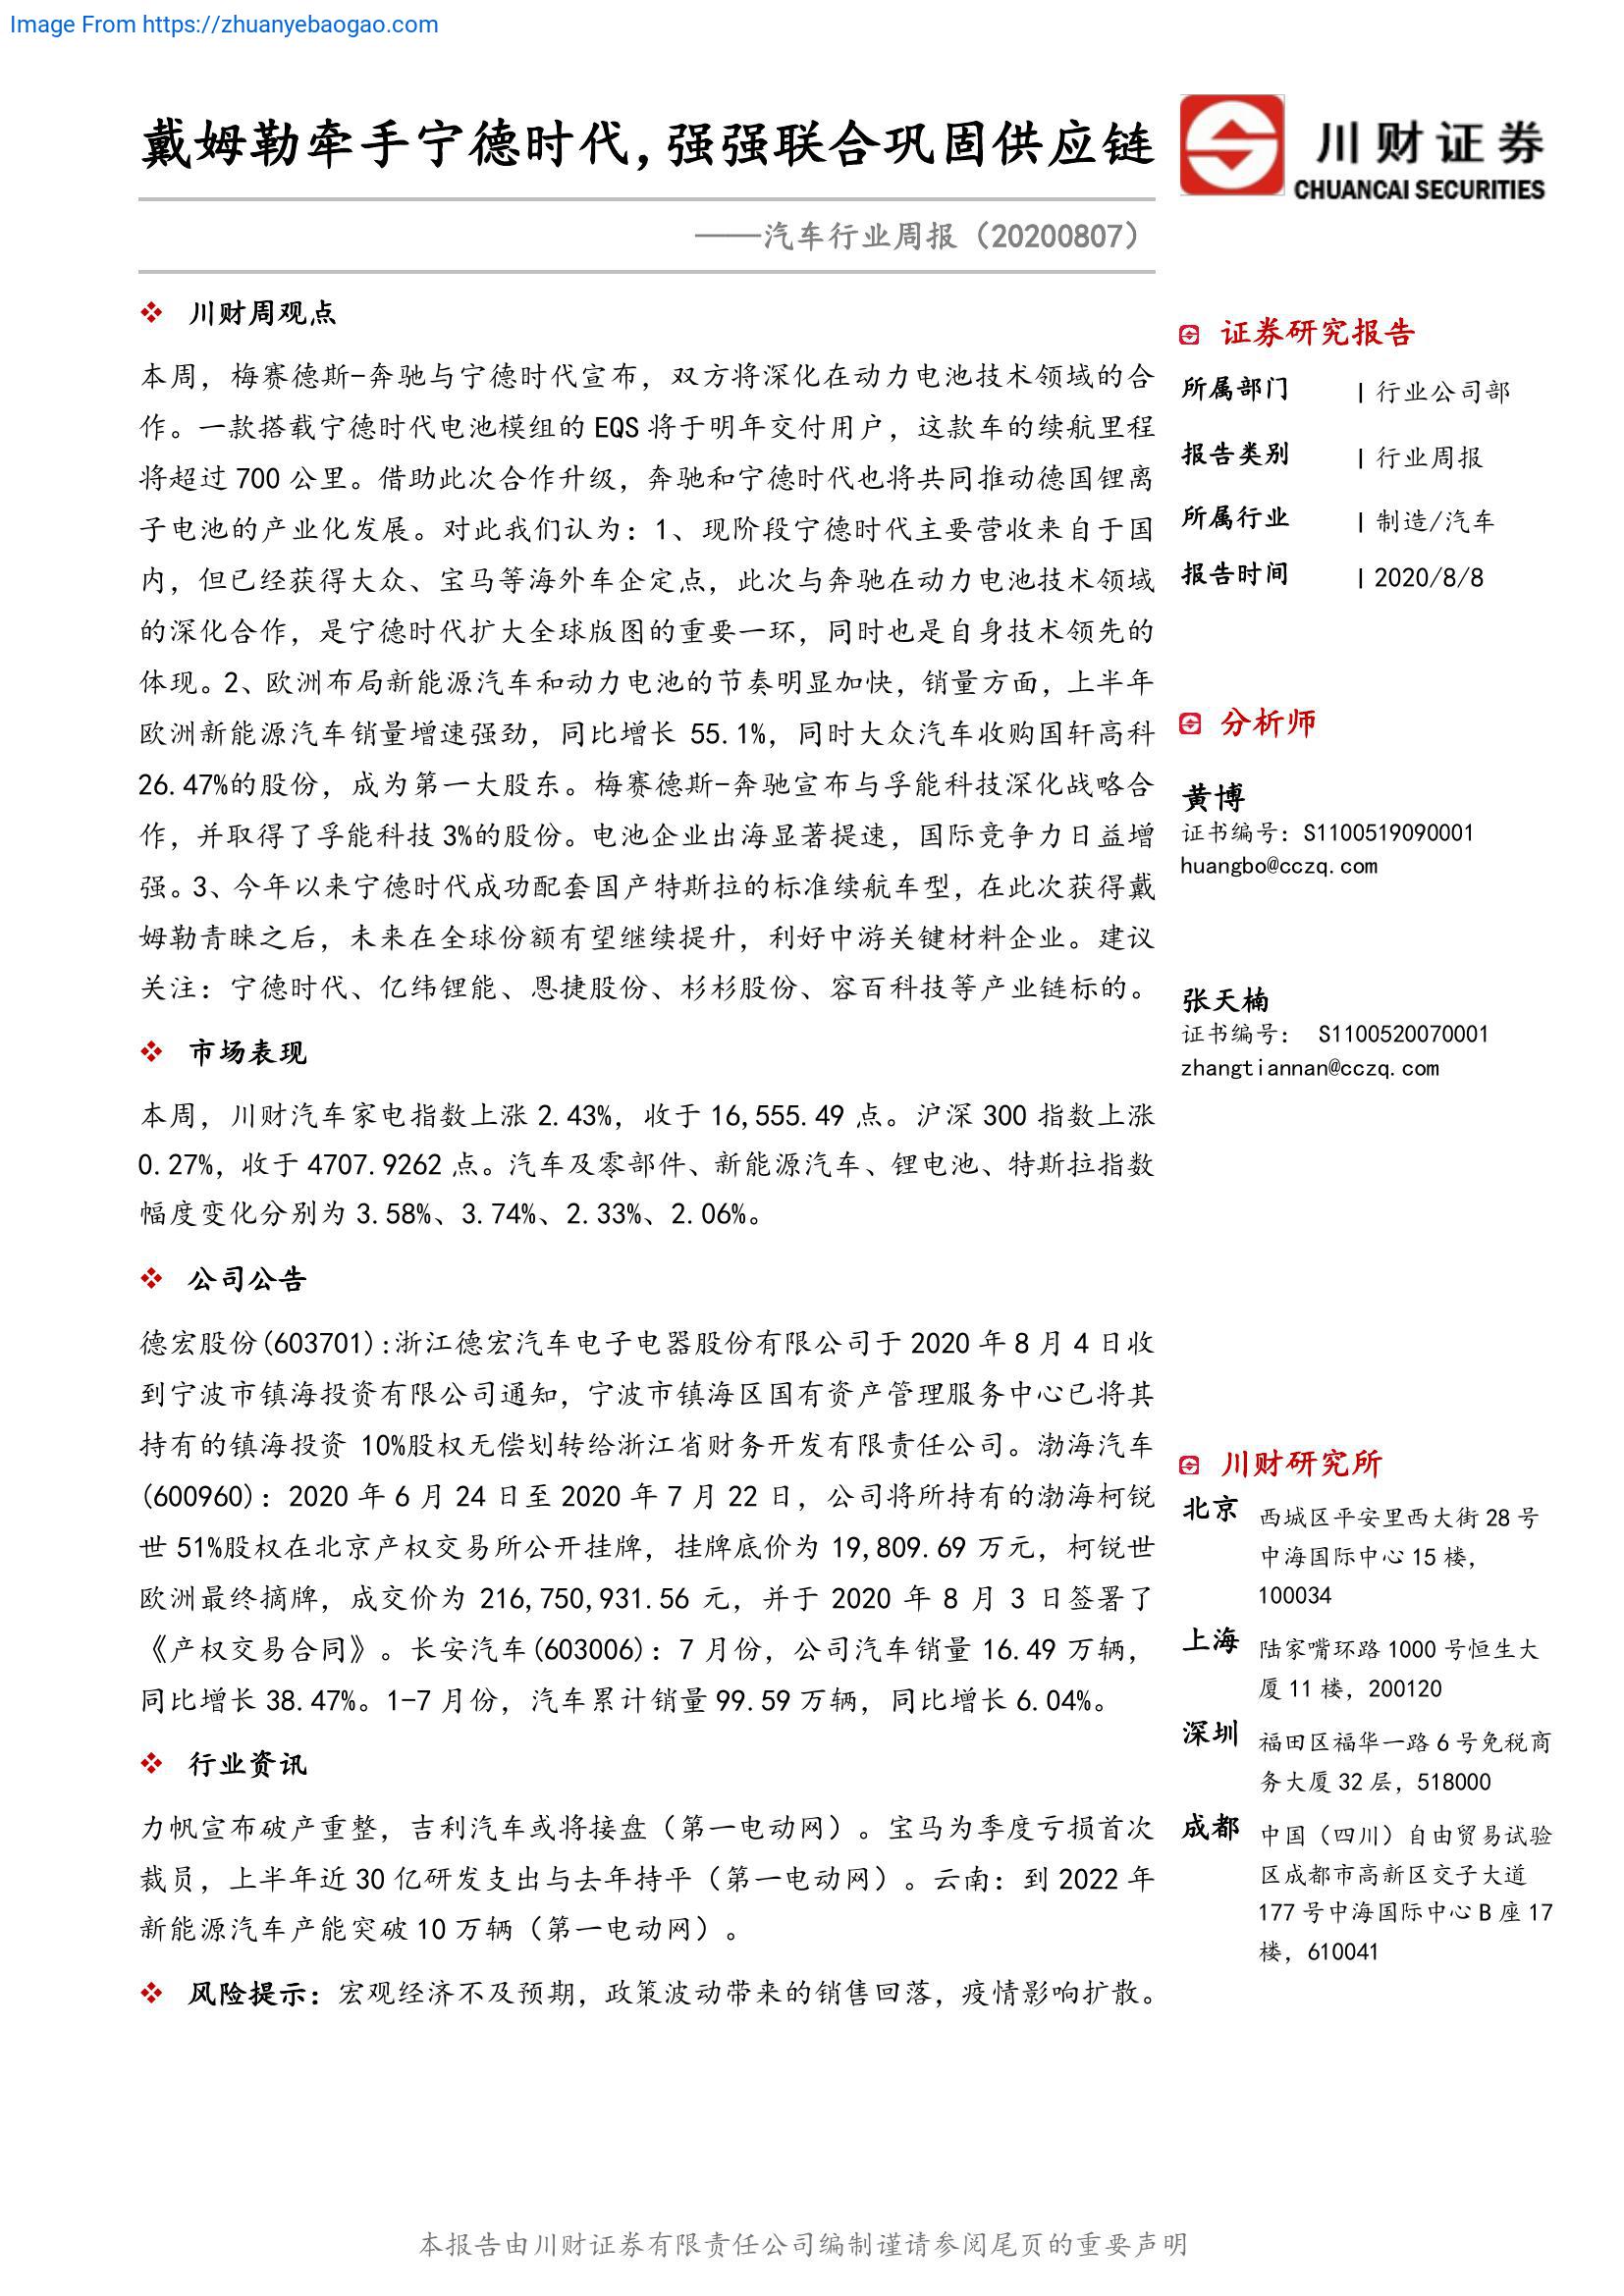 Image From https://zhuanyebaogao.com
戴姆勒牵手宁德时代,强强联合巩固供应链
川财证券
CHUANCAI SECURITIES
——汽车行业周报（20200807）
川财周观点
本周，梅赛德斯-奔驰与宁德时代宣布，双方将深化在动力电池技术领域的合
作。一款搭载宁德时代电池模组的 EQS 将于明年交付用户，这款车的续航里程
将超过 700 公里。借助此次合作升级，奔驰和宁德时代也将共同推动德国锂离
子电池的产业化发展。对此我们认为：1、现阶段宁德时代主要营收来自于国
内，但已经获得大众、宝马等海外车企定点，此次与奔驰在动力电池技术领域
的深化合作，是宁德时代扩大全球版图的重要一环，同时也是自身技术领先的
体现。2、欧洲布局新能源汽车和动力电池的节奏明显加快，销量方面，上半年
欧洲新能源汽车销量增速强劲，同比增长 55.1%，同时大众汽车收购国轩高科
26.47%的股份，成为第一大股东。梅赛德斯-奔驰宣布与孚能科技深化战略合
作，并取得了孚能科技 3%的股份。电池企业出海显著提速，国际竞争力日益增
强。3、今年以来宁德时代成功配套国产特斯拉的标准续航车型，在此次获得戴
姆勒青睐之后，未来在全球份额有望继续提升，利好中游关键材料企业。建议
关注：宁德时代、亿纬锂能、恩捷股份、杉杉股份、容百科技等产业链标的。
市场表现
本周，川财汽车家电指数上涨 2.43%，收于 16,555.49 点。沪深 300 指数上涨
0.27%，收于 4707.9262 点。汽车及零部件、新能源汽车、锂电池、特斯拉指数
幅度变化分别为 3.58%、3.74%、2.33%、2.06%。
公司公告
德宏股份(603701):浙江德宏汽车电子电器股份有限公司于 2020 年 8 月 4 日收
到宁波市镇海投资有限公司通知，宁波市镇海区国有资产管理服务中心已将其
持有的镇海投资 10%股权无偿划转给浙江省财务开发有限责任公司。渤海汽车
(600960)：2020 年 6 月 24 日至 2020 年 7 月 22 日，公司将所持有的渤海柯锐
世 51%股权在北京产权交易所公开挂牌，挂牌底价为 19,809.69 万元，柯锐世
欧洲最终摘牌，成交价为 216,750,931.56 元，并于 2020 年 8 月 3 日签署了
《产权交易合同》。长安汽车(603006)：7 月份，公司汽车销量 16.49 万辆，
同比增长 38.47%。1-7 月份，汽车累计销量 99.59 万辆，同比增长 6.04%。
行业资讯
力帆宣布破产重整，吉利汽车或将接盘（第一电动网）。宝马为季度亏损首次
裁员，上半年近 30 亿研发支出与去年持平（第一电动网）。云南：到 2022 年
新能源汽车产能突破 10 万辆（第一电动网）。
风险提示：宏观经济不及预期，政策波动带来的销售回落，疫情影响扩散。
证券研究报告
所属部门 | 行业公司部
报告类别 | 行业周报
所属行业 | 制造/汽车
报告时间 | 2020/8/8
分析师
黄博
证书编号：S1100519090001
huangbo@cczq.com
张天楠
证书编号： S1100520070001
zhangtiannan@cczq.com
川财研究所
北京 西城区平安里西大街 28 号
中海国际中心 15 楼，
100034
上海 陆家嘴环路 1000 号恒生大
厦 11 楼，200120
深圳 福田区福华一路 6 号免税商
务大厦 32 层，518000
成都 中国（四川）自由贸易试验
区成都市高新区交子大道
177 号中海国际中心 B 座 17
楼，610041
本报告由川财证券有限责任公司编制谨请参阅尾页的重要声明